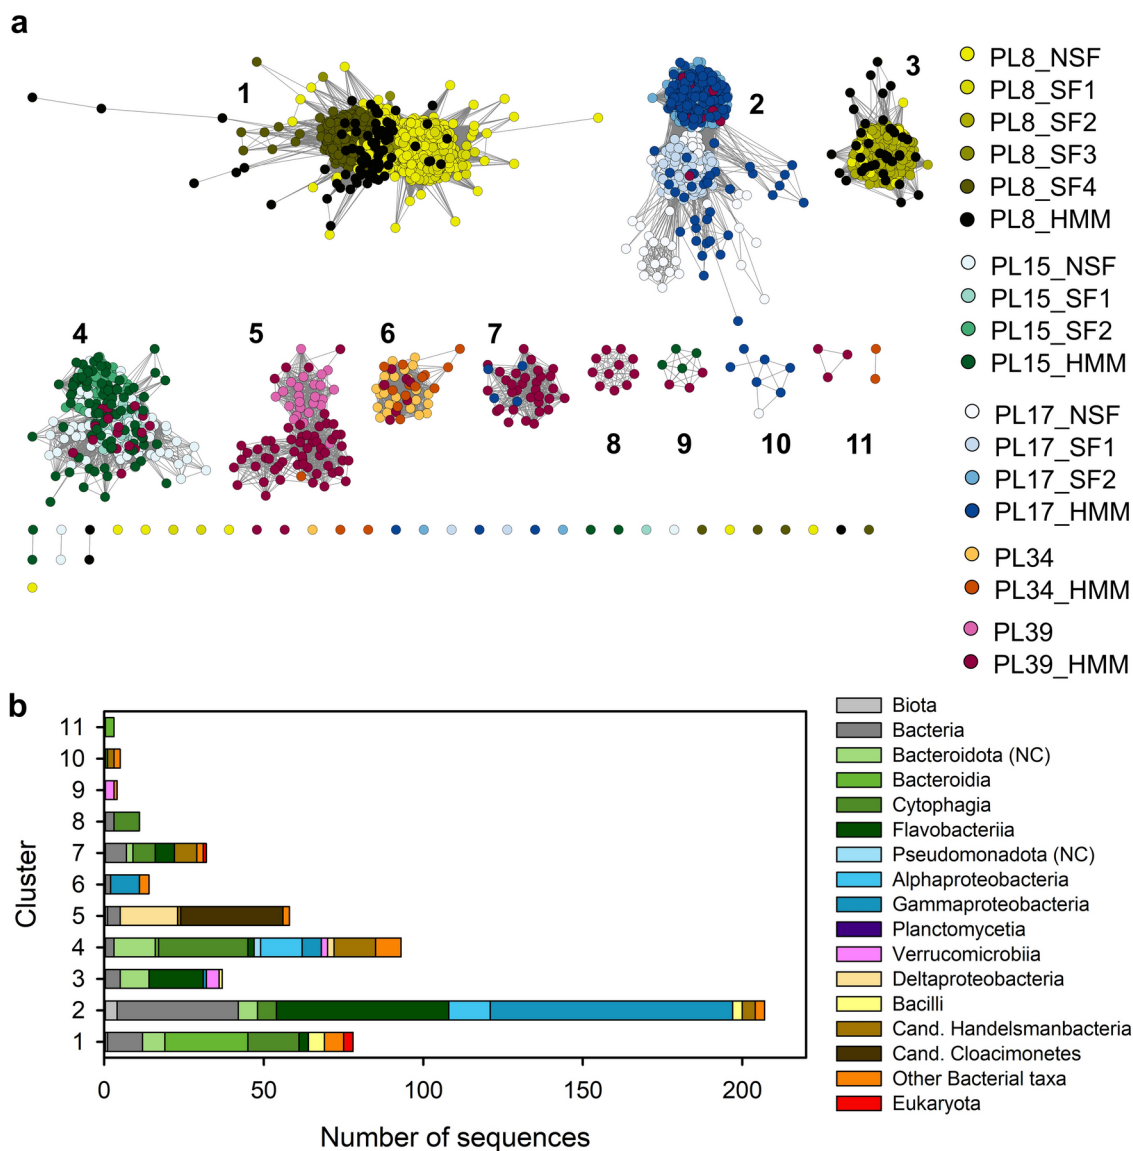 a
1
2
3
4
5
6
7
8
9
10
11
PL8_NSF
PL8_SF1
PL8_SF2
PL8_SF3
PL8_SF4
PL8_HMM
PL15_NSF
PL15_SF1
PL15_SF2
PL15_HMM
PL17_NSF
PL17_SF1
PL17_SF2
PL17_HMM
PL34
PL34_HMM
PL39
PL39_HMM
b
11
10
9
8
7
6
5
4
3
2
1
Cluster
0
50
100
150
200
Number of sequences
Biota
Bacteria
Bacteroidota (NC)
Bacteroidia
Cytophagia
Flavobacteriia
Pseudomonadota (NC)
Alphaproteobacteria
Gammaproteobacteria
Planctomycetia
Verrucomicrobiia
Deltaproteobacteria
Bacilli
Cand. Handelsmanbacteria
Cand. Cloacimonetes
Other Bacterial taxa
Eukaryota